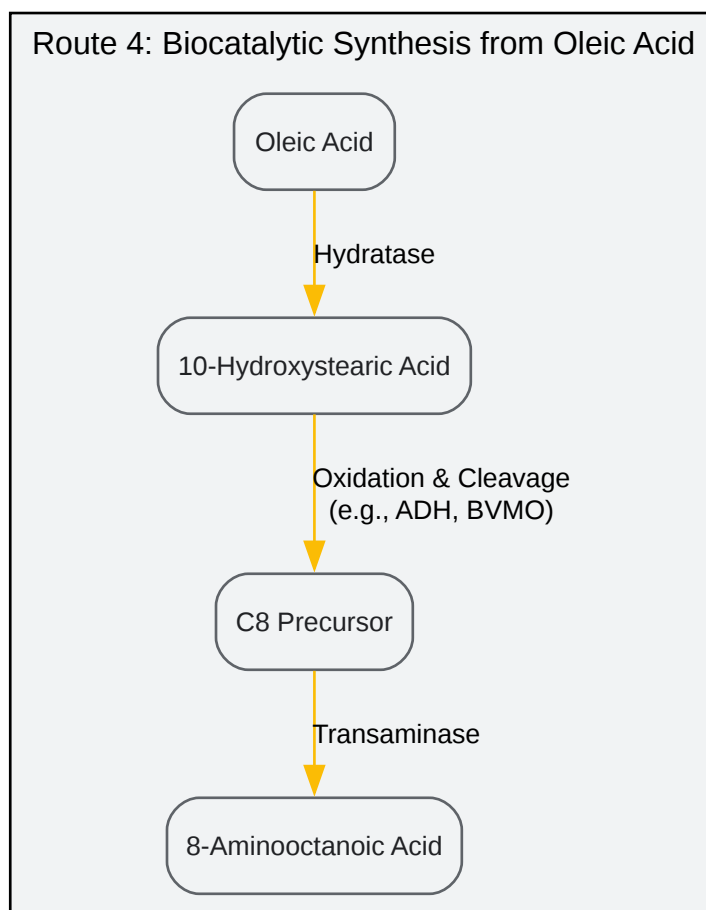 Route 4: Biocatalytic Synthesis from Oleic Acid
Oleic Acid
Hydratase
10-Hydroxystearic Acid
Oxidation & Cleavage
(e.g., ADH, BVMO)
C8 Precursor
Transaminase
8-Aminooctanoic Acid